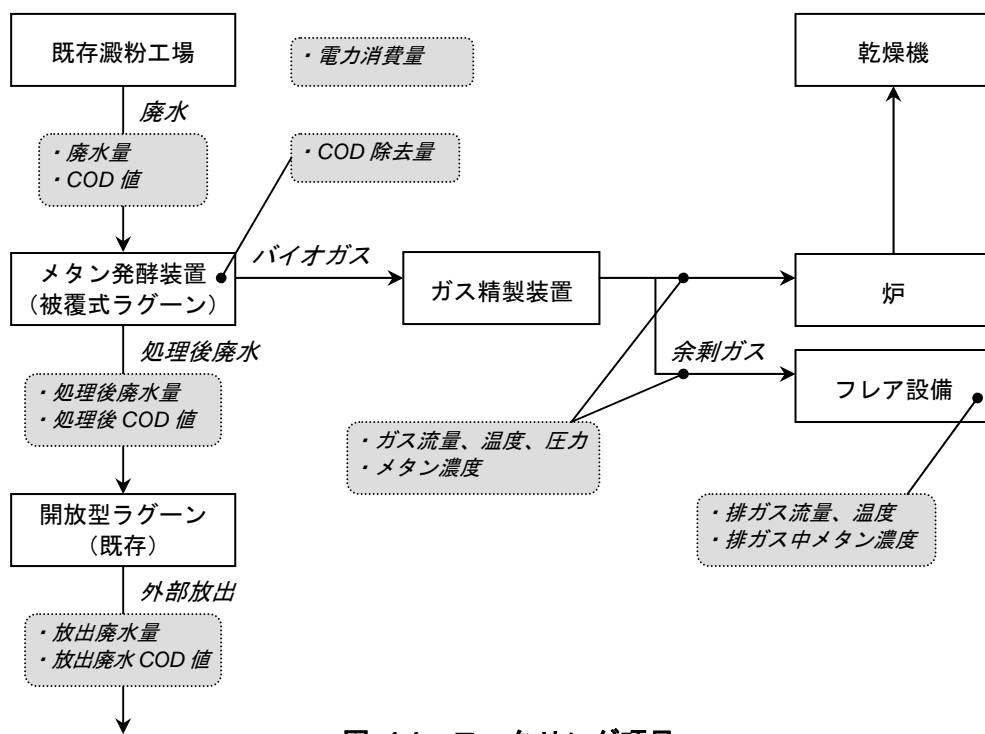 既存澱粉工場
・電力消費量
乾燥機
廃水
・廃水量
・COD 値
・COD 除去量
メタン発酵装置
（被覆式ラグーン）
バイオガス
ガス精製装置
炉
処理後廃水
余剰ガス
・処理後廃水量
・処理後 COD 値
フレア設備
・ガス流量、温度、圧力
・メタン濃度
開放型ラグーン
（既存）
・排ガス流量、温度
・排ガス中メタン濃度
外部放出
・放出廃水量
・放出廃水 COD 値